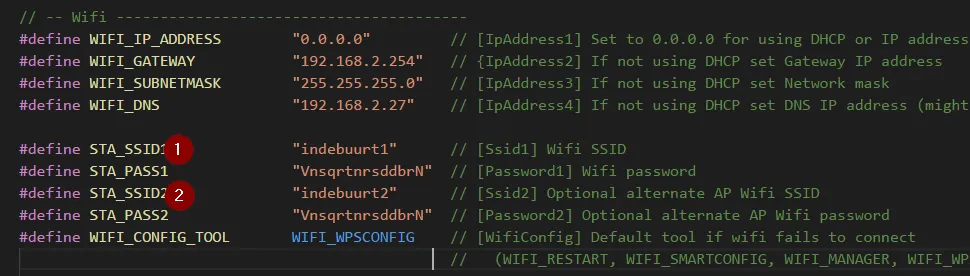 // -- Wifi ----------------------------------------
#define WIFI_IP_ADDRESS "0.0.0.0" // [IpAddress1] Set to 0.0.0.0 for using DHCP or IP address
#define WIFI_GATEWAY "192.168.2.254" // {IpAddress2] If not using DHCP set Gateway IP address
#define WIFI_SUBNETMASK "255.255.255.0" // [IpAddress3] If not using DHCP set Network mask
#define WIFI_DNS "192.168.2.27" // [IpAddress4] If not using DHCP set DNS IP address (might
#define STA_SSID1 1 "indebuurt1" // [Ssid1] Wifi SSID
#define STA_PASS1 "VnsqrtnrsddbrN" // [Password1] Wifi password
#define STA_SSID2 2 "indebuurt2" // [Ssid2] Optional alternate AP Wifi SSID
#define STA_PASS2 "VnsqrtnrsddbrN" // [Password2] Optional alternate AP Wifi password
#define WIFI_CONFIG_TOOL WIFI_WPSCONFIG // [WifiConfig] Default tool if wifi fails to connect
// (WIFI_RESTART, WIFI_SMARTCONFIG, WIFI_MANAGER, WIFI_WP